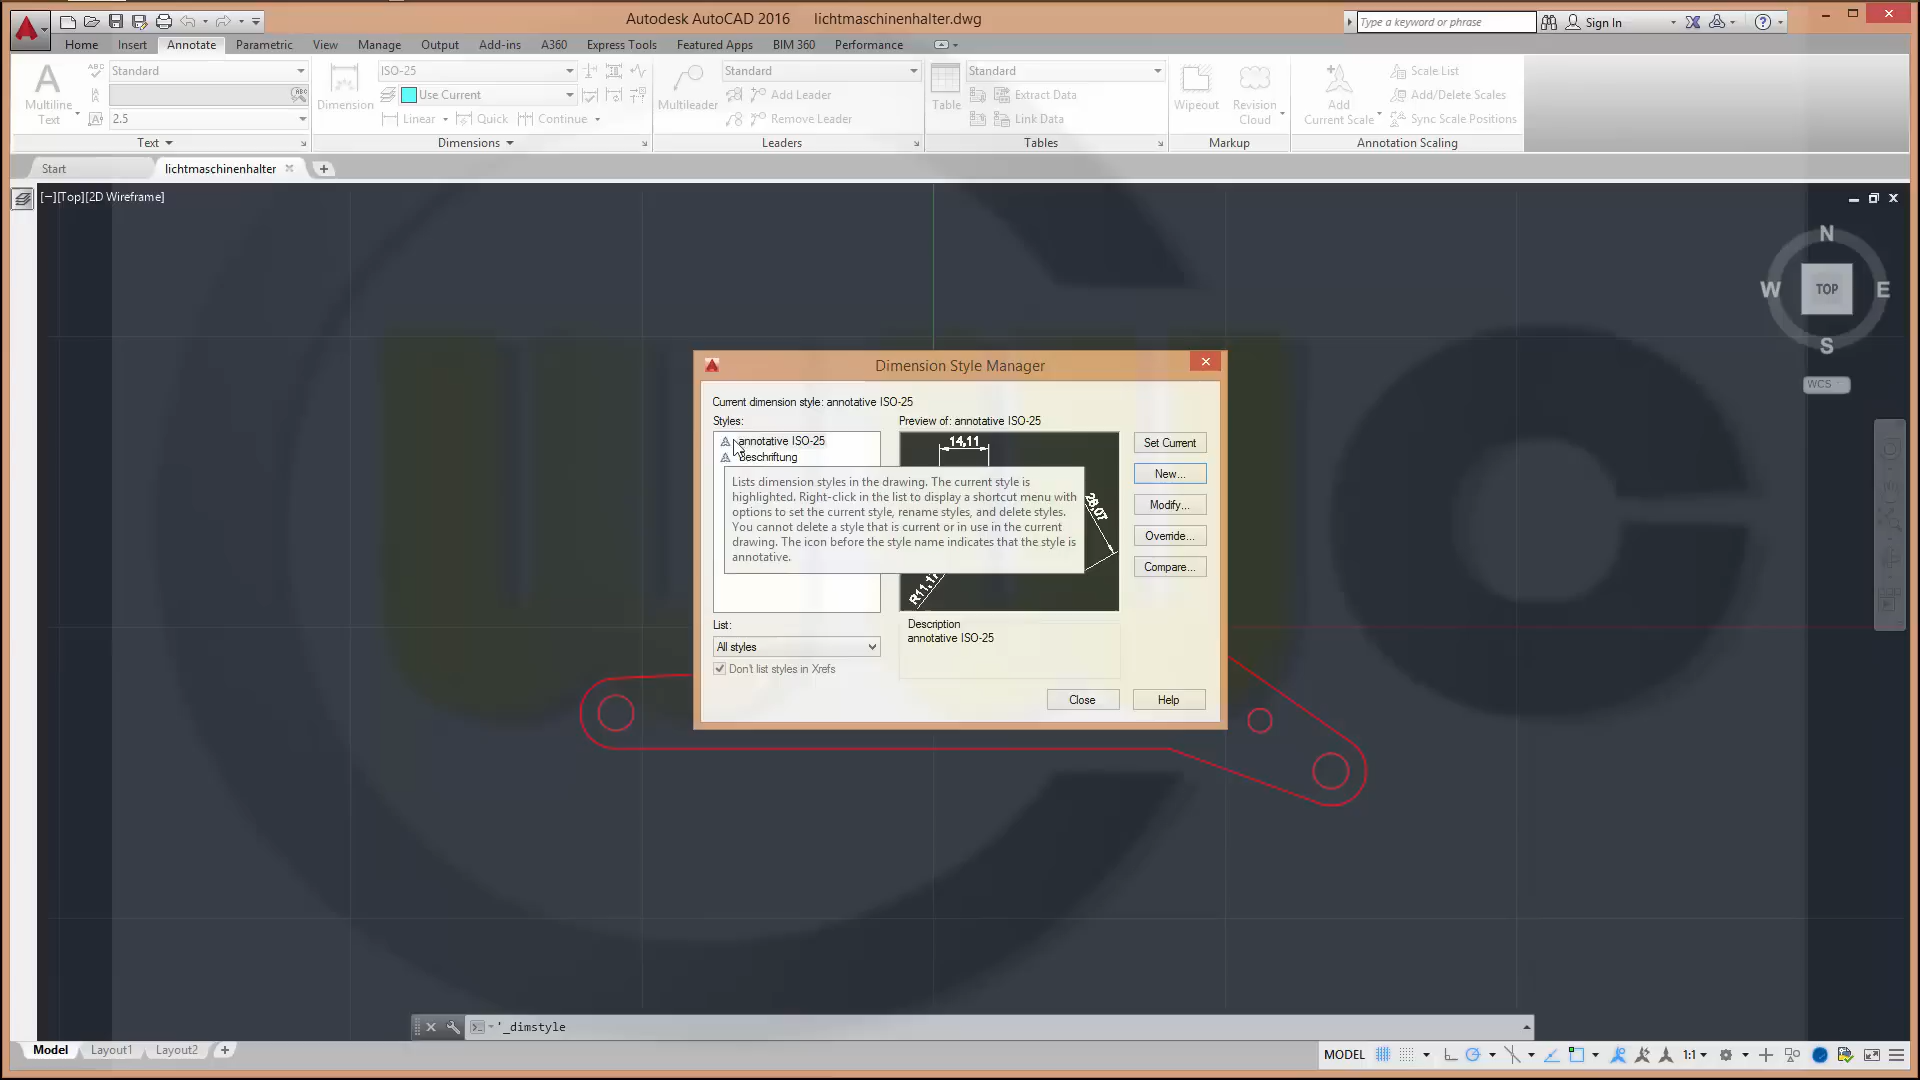 Autodesk AutoCAD 2016 lichtmaschinenhalter.dwg
Type a keyword or phrase
Sign In
Home Insert Annotate Parametric View Manage Output Add-ins A360 Express Tools Featured Apps BIM 360 Performance
Multiline
Text
Standard
2.5
Text
Dimension
ISO-25
Use Current
Linear Quick Continue
Dimensions
Multileader
Standard
Add Leader
Remove Leader
Leaders
Table
Standard
Extract Data
Link Data
Tables
Wipeout
Revision
Cloud
Markup
Add
Current Scale
Scale List
Add/Delete Scales
Sync Scale Positions
Annotation Scaling
Start
lichtmaschinenhalter
[−][Top][2D Wireframe]
N
W TOP E
S
WCS
Dimension Style Manager
Current dimension style: annotative ISO-25
Styles:
Preview of: annotative ISO-25
annotative ISO-25
Beschriftung
Lists dimension styles in the drawing. The current style is
highlighted. Right-click in the list to display a shortcut menu with
options to set the current style, rename styles, and delete styles.
You cannot delete a style that is current or in use in the current
drawing. The icon before the style name indicates that the style is
annotative.
14,11
28,07
R11,17
Set Current
New...
Modify...
Override...
Compare...
List:
All styles
Don't list styles in Xrefs
Description
annotative ISO-25
Close
Help
'_dimstyle
Model Layout1 Layout2
MODEL
1:1